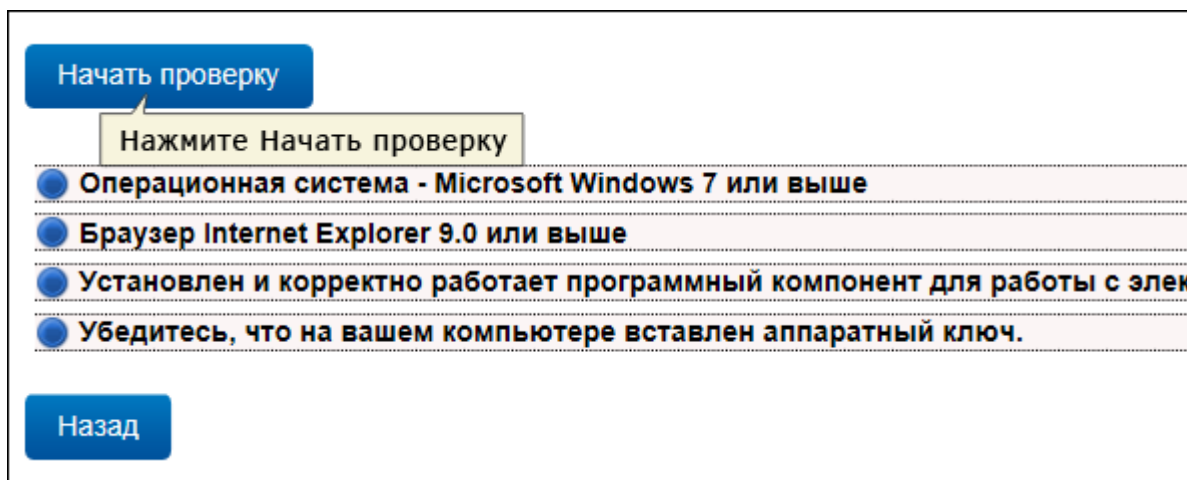 Начать проверку
Нажмите Начать проверку
Операционная система - Microsoft Windows 7 или выше
Браузер Internet Explorer 9.0 или выше
Установлен и корректно работает программный компонент для работы с элек
Убедитесь, что на вашем компьютере вставлен аппаратный ключ.
Назад